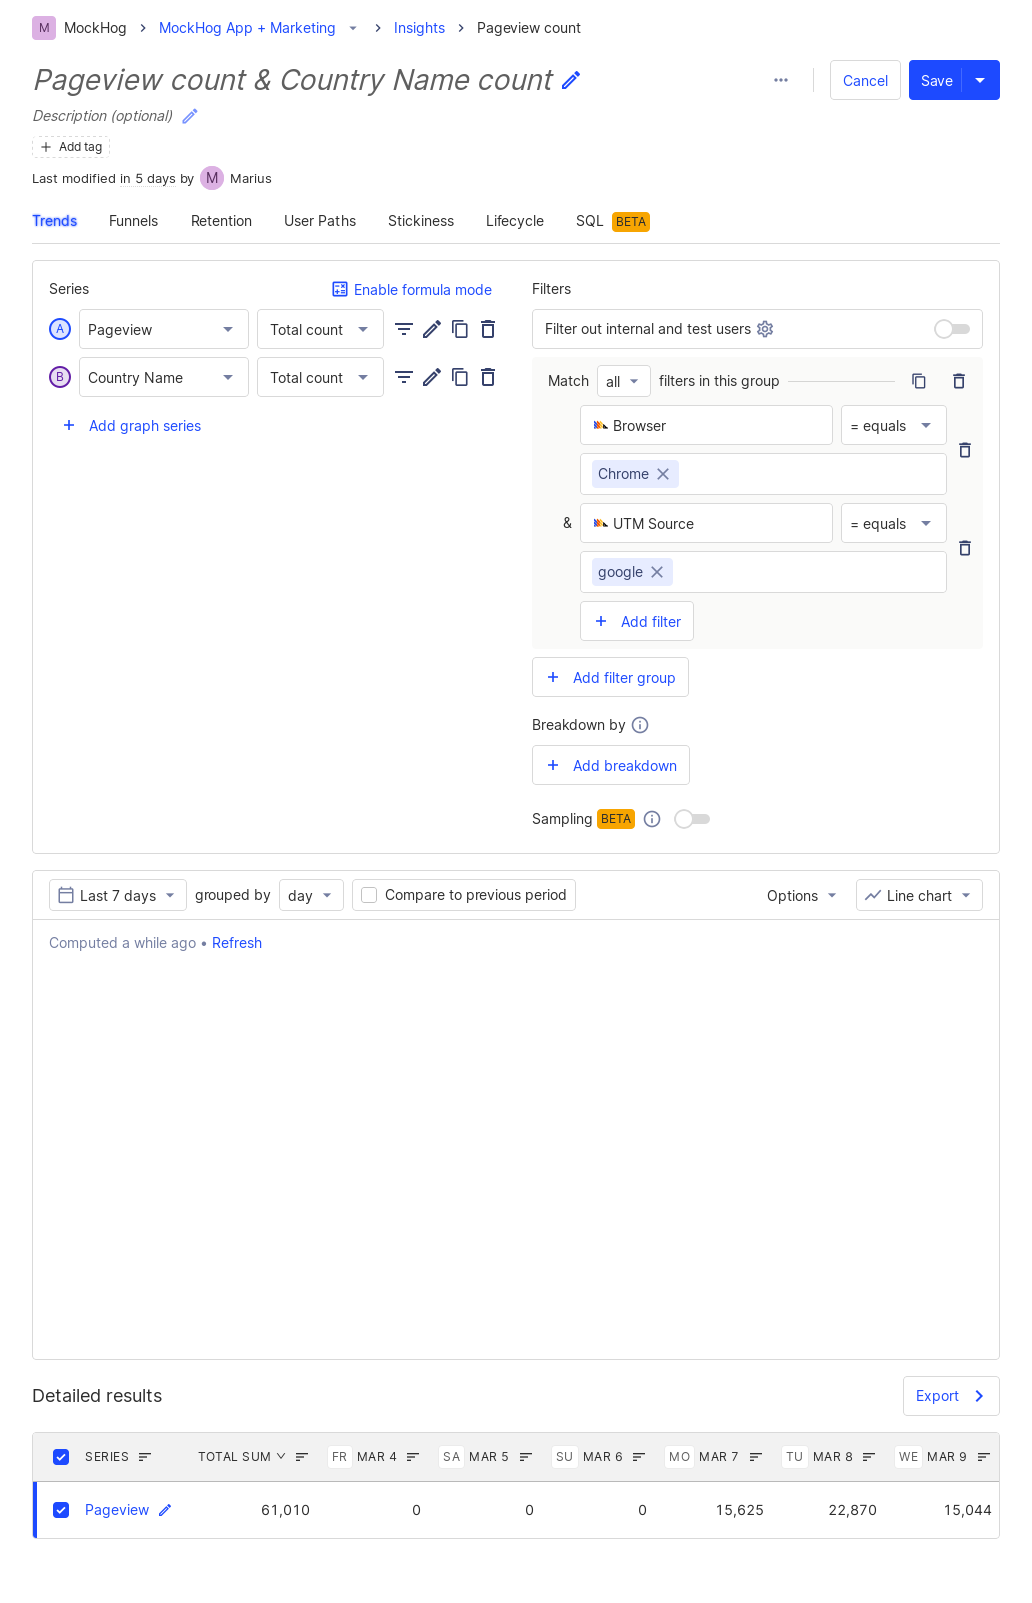 M MockHog > MockHog App + Marketing > Insights > Pageview count
Pageview count & Country Name count
Cancel
Save
Description (optional)
+ Add tag
Last modified in 5 days by M Marius
Trends Funnels Retention User Paths Stickiness Lifecycle SQL BETA
Series
Enable formula mode
A Pageview Total count
B Country Name Total count
+ Add graph series
Filters
Filter out internal and test users
Match all filters in this group
Browser = equals
Chrome
& UTM Source = equals
google
+ Add filter
+ Add filter group
Breakdown by
+ Add breakdown
Sampling BETA
Last 7 days grouped by day Compare to previous period Options Line chart
Computed a while ago • Refresh
Detailed results
Export
SERIES TOTAL SUM FR MAR 4 SA MAR 5 SU MAR 6 MO MAR 7 TU MAR 8 WE MAR 9
Pageview 61,010 0 0 0 15,625 22,870 15,044